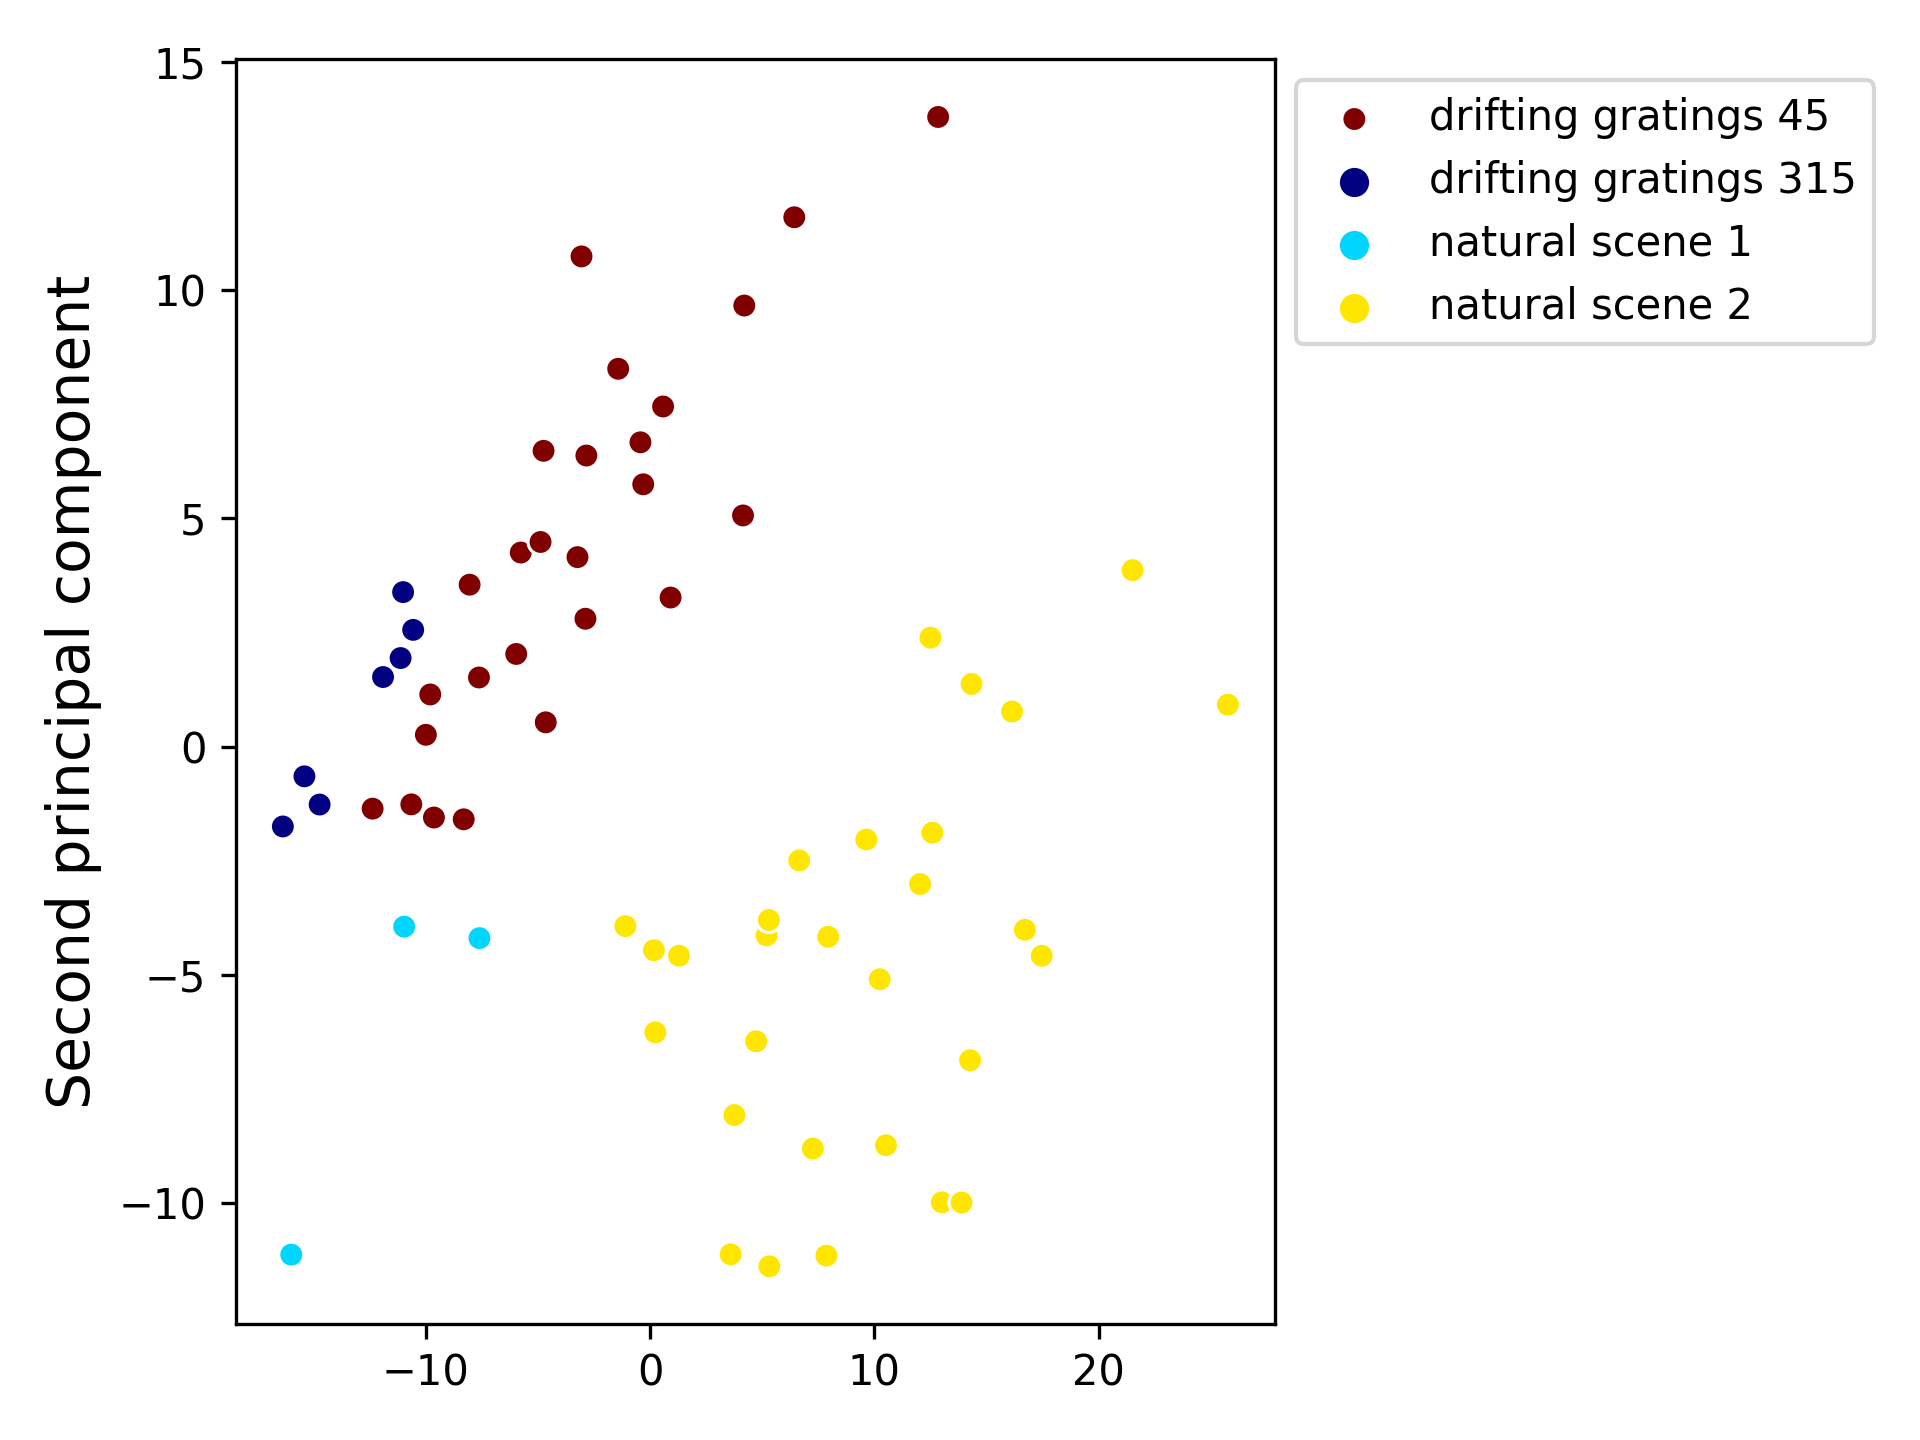 15
10
5
0
−5
−10
−10
0
10
20
Second principal component
drifting gratings 45
drifting gratings 315
natural scene 1
natural scene 2